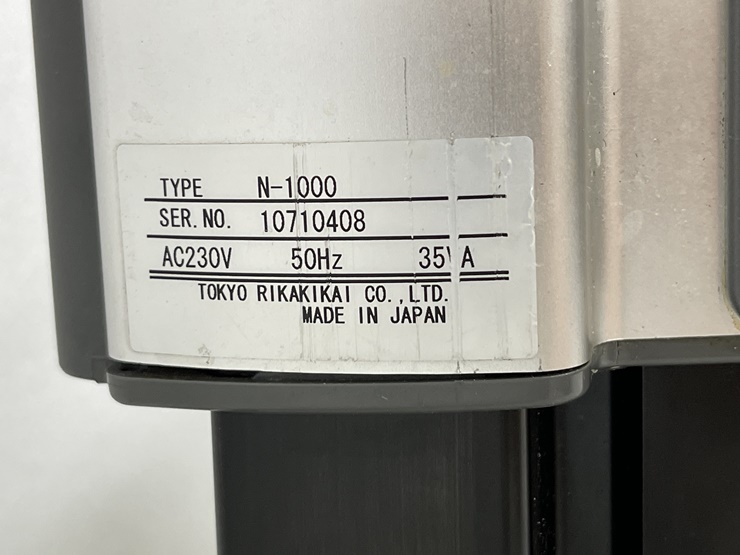 TYPE N-1000
SER. NO. 10710408
AC230V 50Hz 35VA
TOKYO RIKAKIKAI CO., LTD.
MADE IN JAPAN